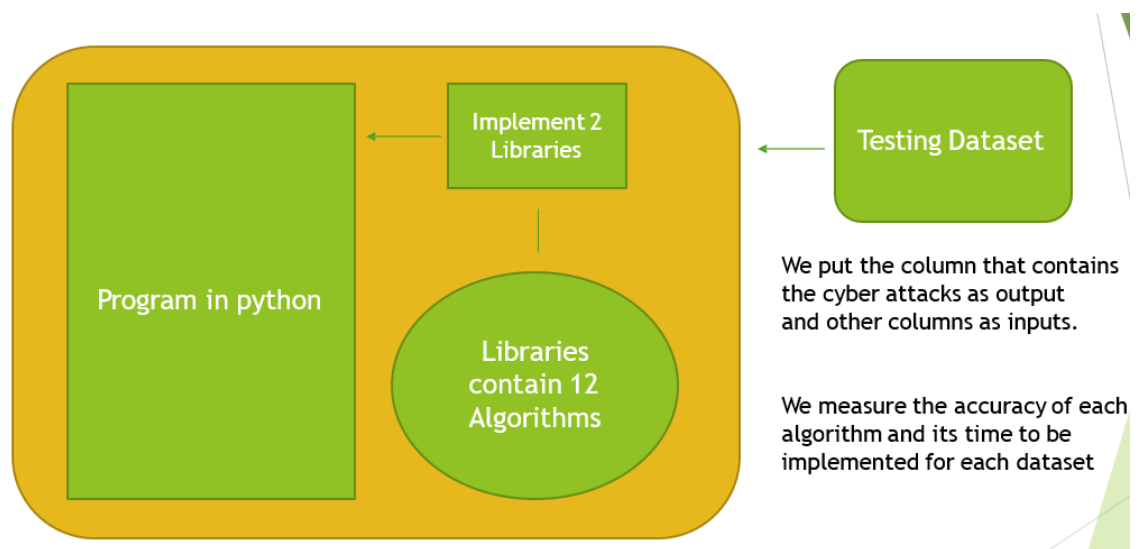 Program in python
Implement 2
Libraries
Libraries
contain 12
Algorithms
Testing Dataset
We put the column that contains
the cyber attacks as output
and other columns as inputs.
We measure the accuracy of each
algorithm and its time to be
implemented for each dataset